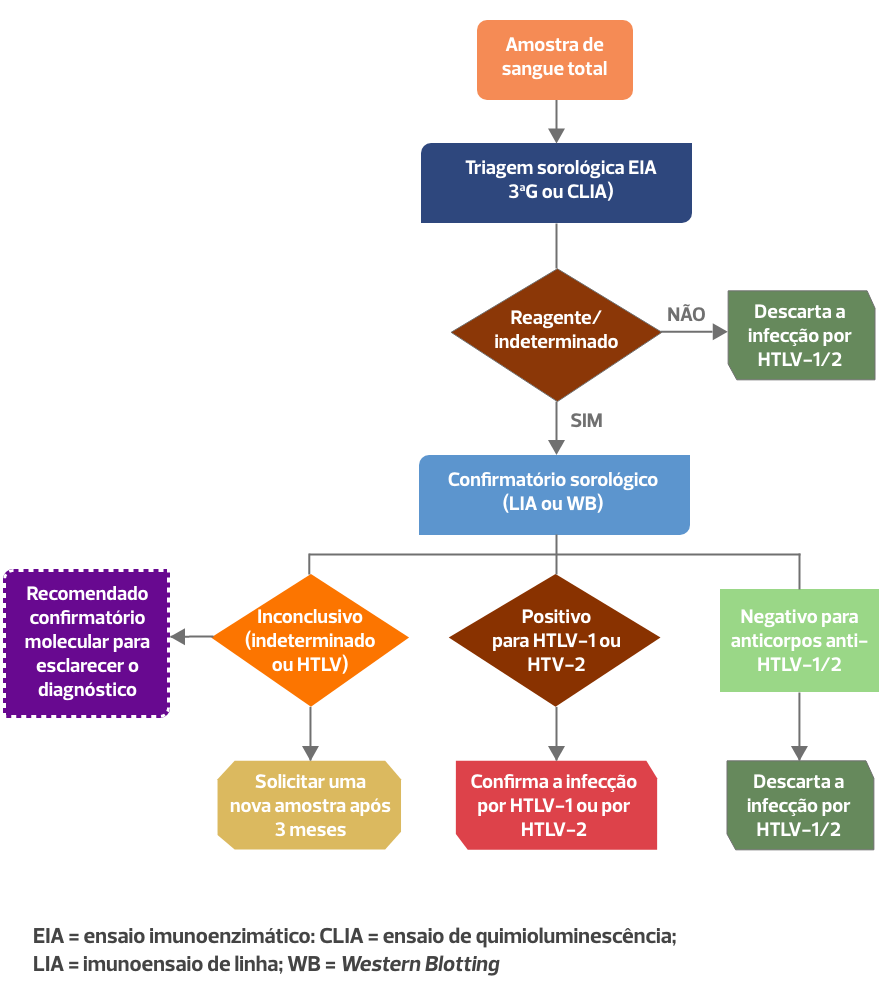 Amostra de
sangue total
Triagem sorológica EIA
3ªG ou CLIA)
Reagente/
indeterminado
NÃO
Descarta a
infecção por
HTLV-1/2
SIM
Confirmatório sorológico
(LIA ou WB)
Recomendado
confirmatório
molecular para
esclarecer o
diagnóstico
Inconclusivo
(indeterminado
ou HTLV)
Positivo
para HTLV-1 ou
HTV-2
Negativo para
anticorpos anti-
HTLV-1/2
Solicitar uma
nova amostra após
3 meses
Confirma a infecção
por HTLV-1 ou por
HTLV-2
Descarta a
infecção por
HTLV-1/2
EIA = ensaio imunoenzimático: CLIA = ensaio de quimioluminescência;
LIA = imunoensaio de linha; WB = Western Blotting